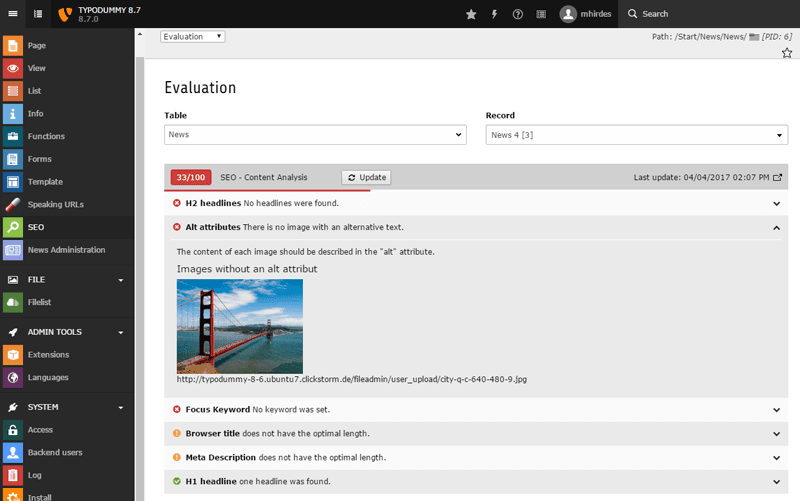 TYPODUMMY 8.7
8.7.0
mhirdes
Search
Page
View
List
Info
Functions
Forms
Template
Speaking URLs
SEO
News Administration
FILE
Filelist
ADMIN TOOLS
Extensions
Languages
SYSTEM
Access
Backend users
Log
Install
Evaluation
Path: /Start/News/News/ [PID: 6]
Evaluation
Table
Record
News
News 4 [3]
33/100 SEO - Content Analysis Update Last update: 04/04/2017 02:07 PM
H2 headlines No headlines were found.
Alt attributes There is no image with an alternative text.
The content of each image should be described in the "alt" attribute.
Images without an alt attribut
http://typodummy-8-6.ubuntu7.clickstorm.de/fileadmin/user_upload/city-q-c-640-480-9.jpg
Focus Keyword No keyword was set.
Browser title does not have the optimal length.
Meta Description does not have the optimal length.
H1 headline one headline was found.